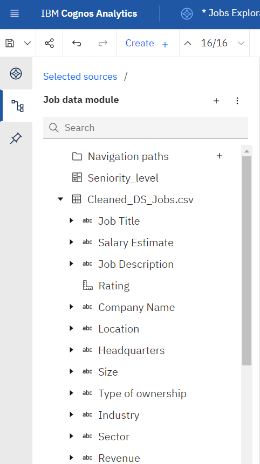 IBM Cognos Analytics
* Jobs Explor
Create +
16/16
Selected sources /
Job data module
Search
Navigation paths
Seniority_level
Cleaned_DS_Jobs.csv
abc Job Title
abc Salary Estimate
abc Job Description
Rating
abc Company Name
abc Location
abc Headquarters
abc Size
abc Type of ownership
abc Industry
abc Sector
abc Revenue